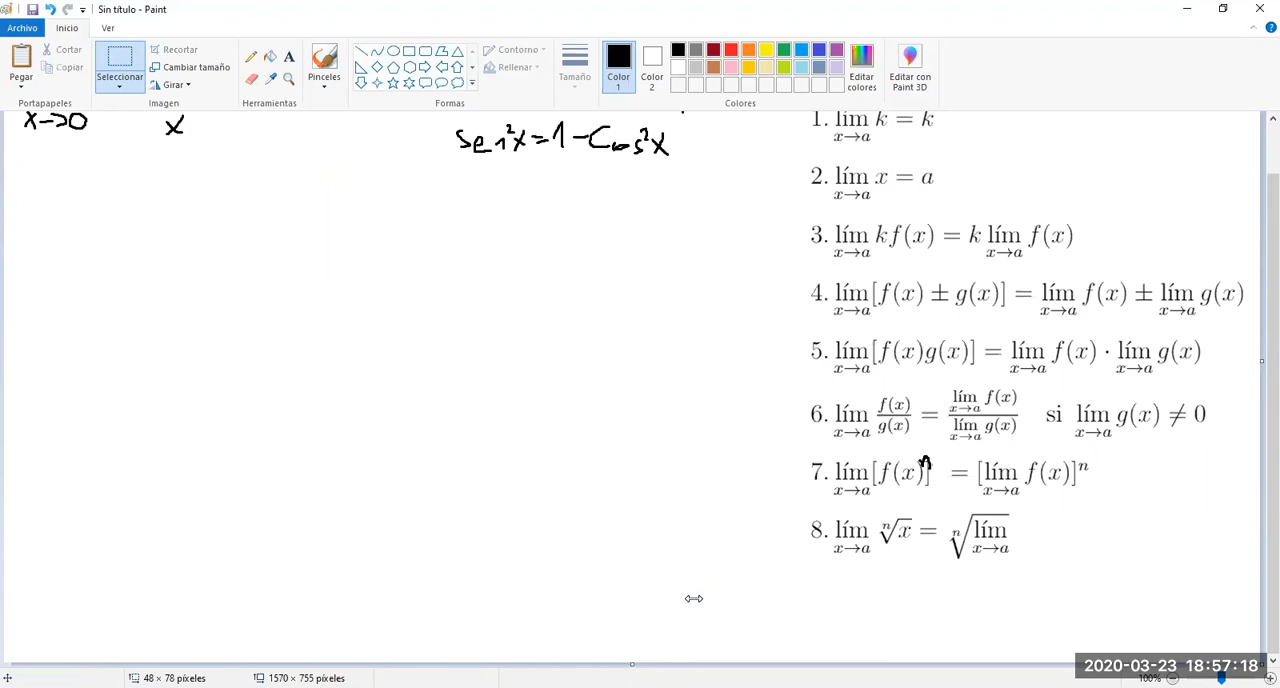 Sin título - Paint
Archivo Inicio Ver
Pegar
Cortar
Copiar
Portapapeles
Seleccionar
Recortar
Cambiar tamaño
Girar
Imagen
Herramientas
Pinceles
Contorno
Rellenar
Formas
Tamaño
Color 1
Color 2
Editar colores
Colores
Editar con Paint 3D
x->0 x
Sen²x=1-Cos²x
1. lím x→a k = k
2. lím x→a x = a
3. lím x→a kf(x) = k lím x→a f(x)
4. lím x→a [f(x) ± g(x)] = lím x→a f(x) ± lím x→a g(x)
5. lím x→a [f(x)g(x)] = lím x→a f(x) · lím x→a g(x)
6. lím x→a f(x)/g(x) = lím x→a f(x) / lím x→a g(x) si lím x→a g(x) ≠ 0
7. lím x→a [f(x)]ⁿ = [lím x→a f(x)]ⁿ
8. lím x→a ⁿ√x = ⁿ√lím x→a
48 × 78 píxeles 1570 × 755 píxeles 100%
2020-03-23 18:57:18